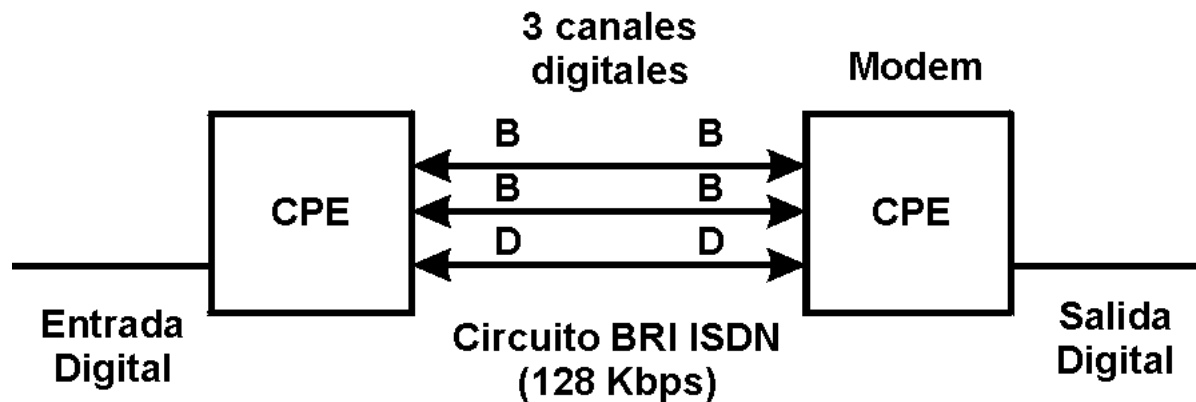 3 canales
digitales
Modem
B B
CPE
B B
CPE
D D
Entrada
Digital
Circuito BRI ISDN
(128 Kbps)
Salida
Digital